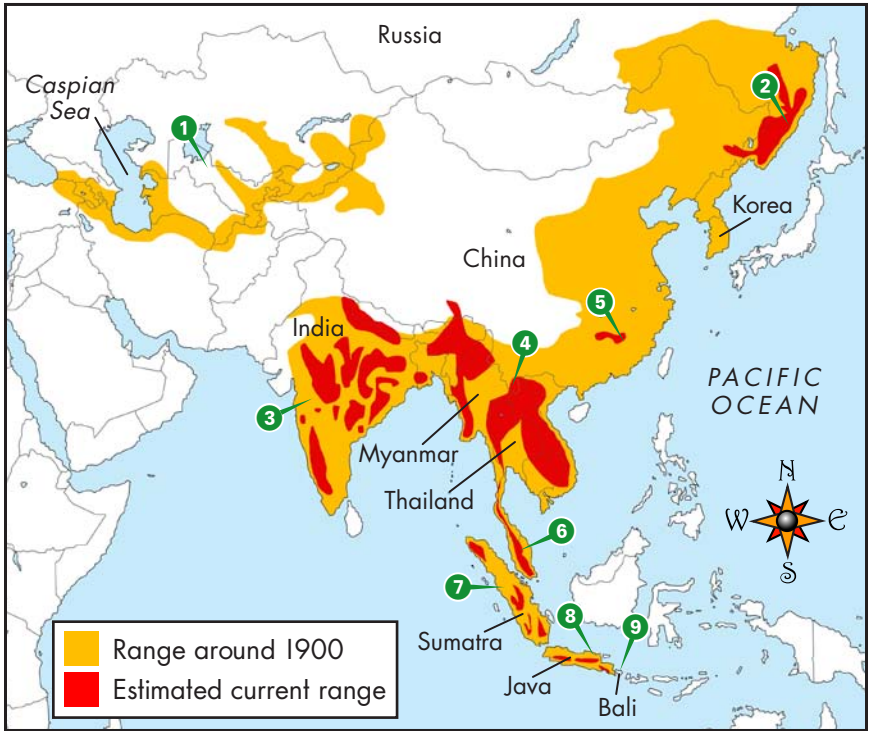 Russia
Caspian
Sea
1
2
Korea
China
5
India
4
PACIFIC
OCEAN
3
Myanmar
Thailand
N
W
E
S
6
7
8
9
Sumatra
Java
Bali
Range around 1900
Estimated current range